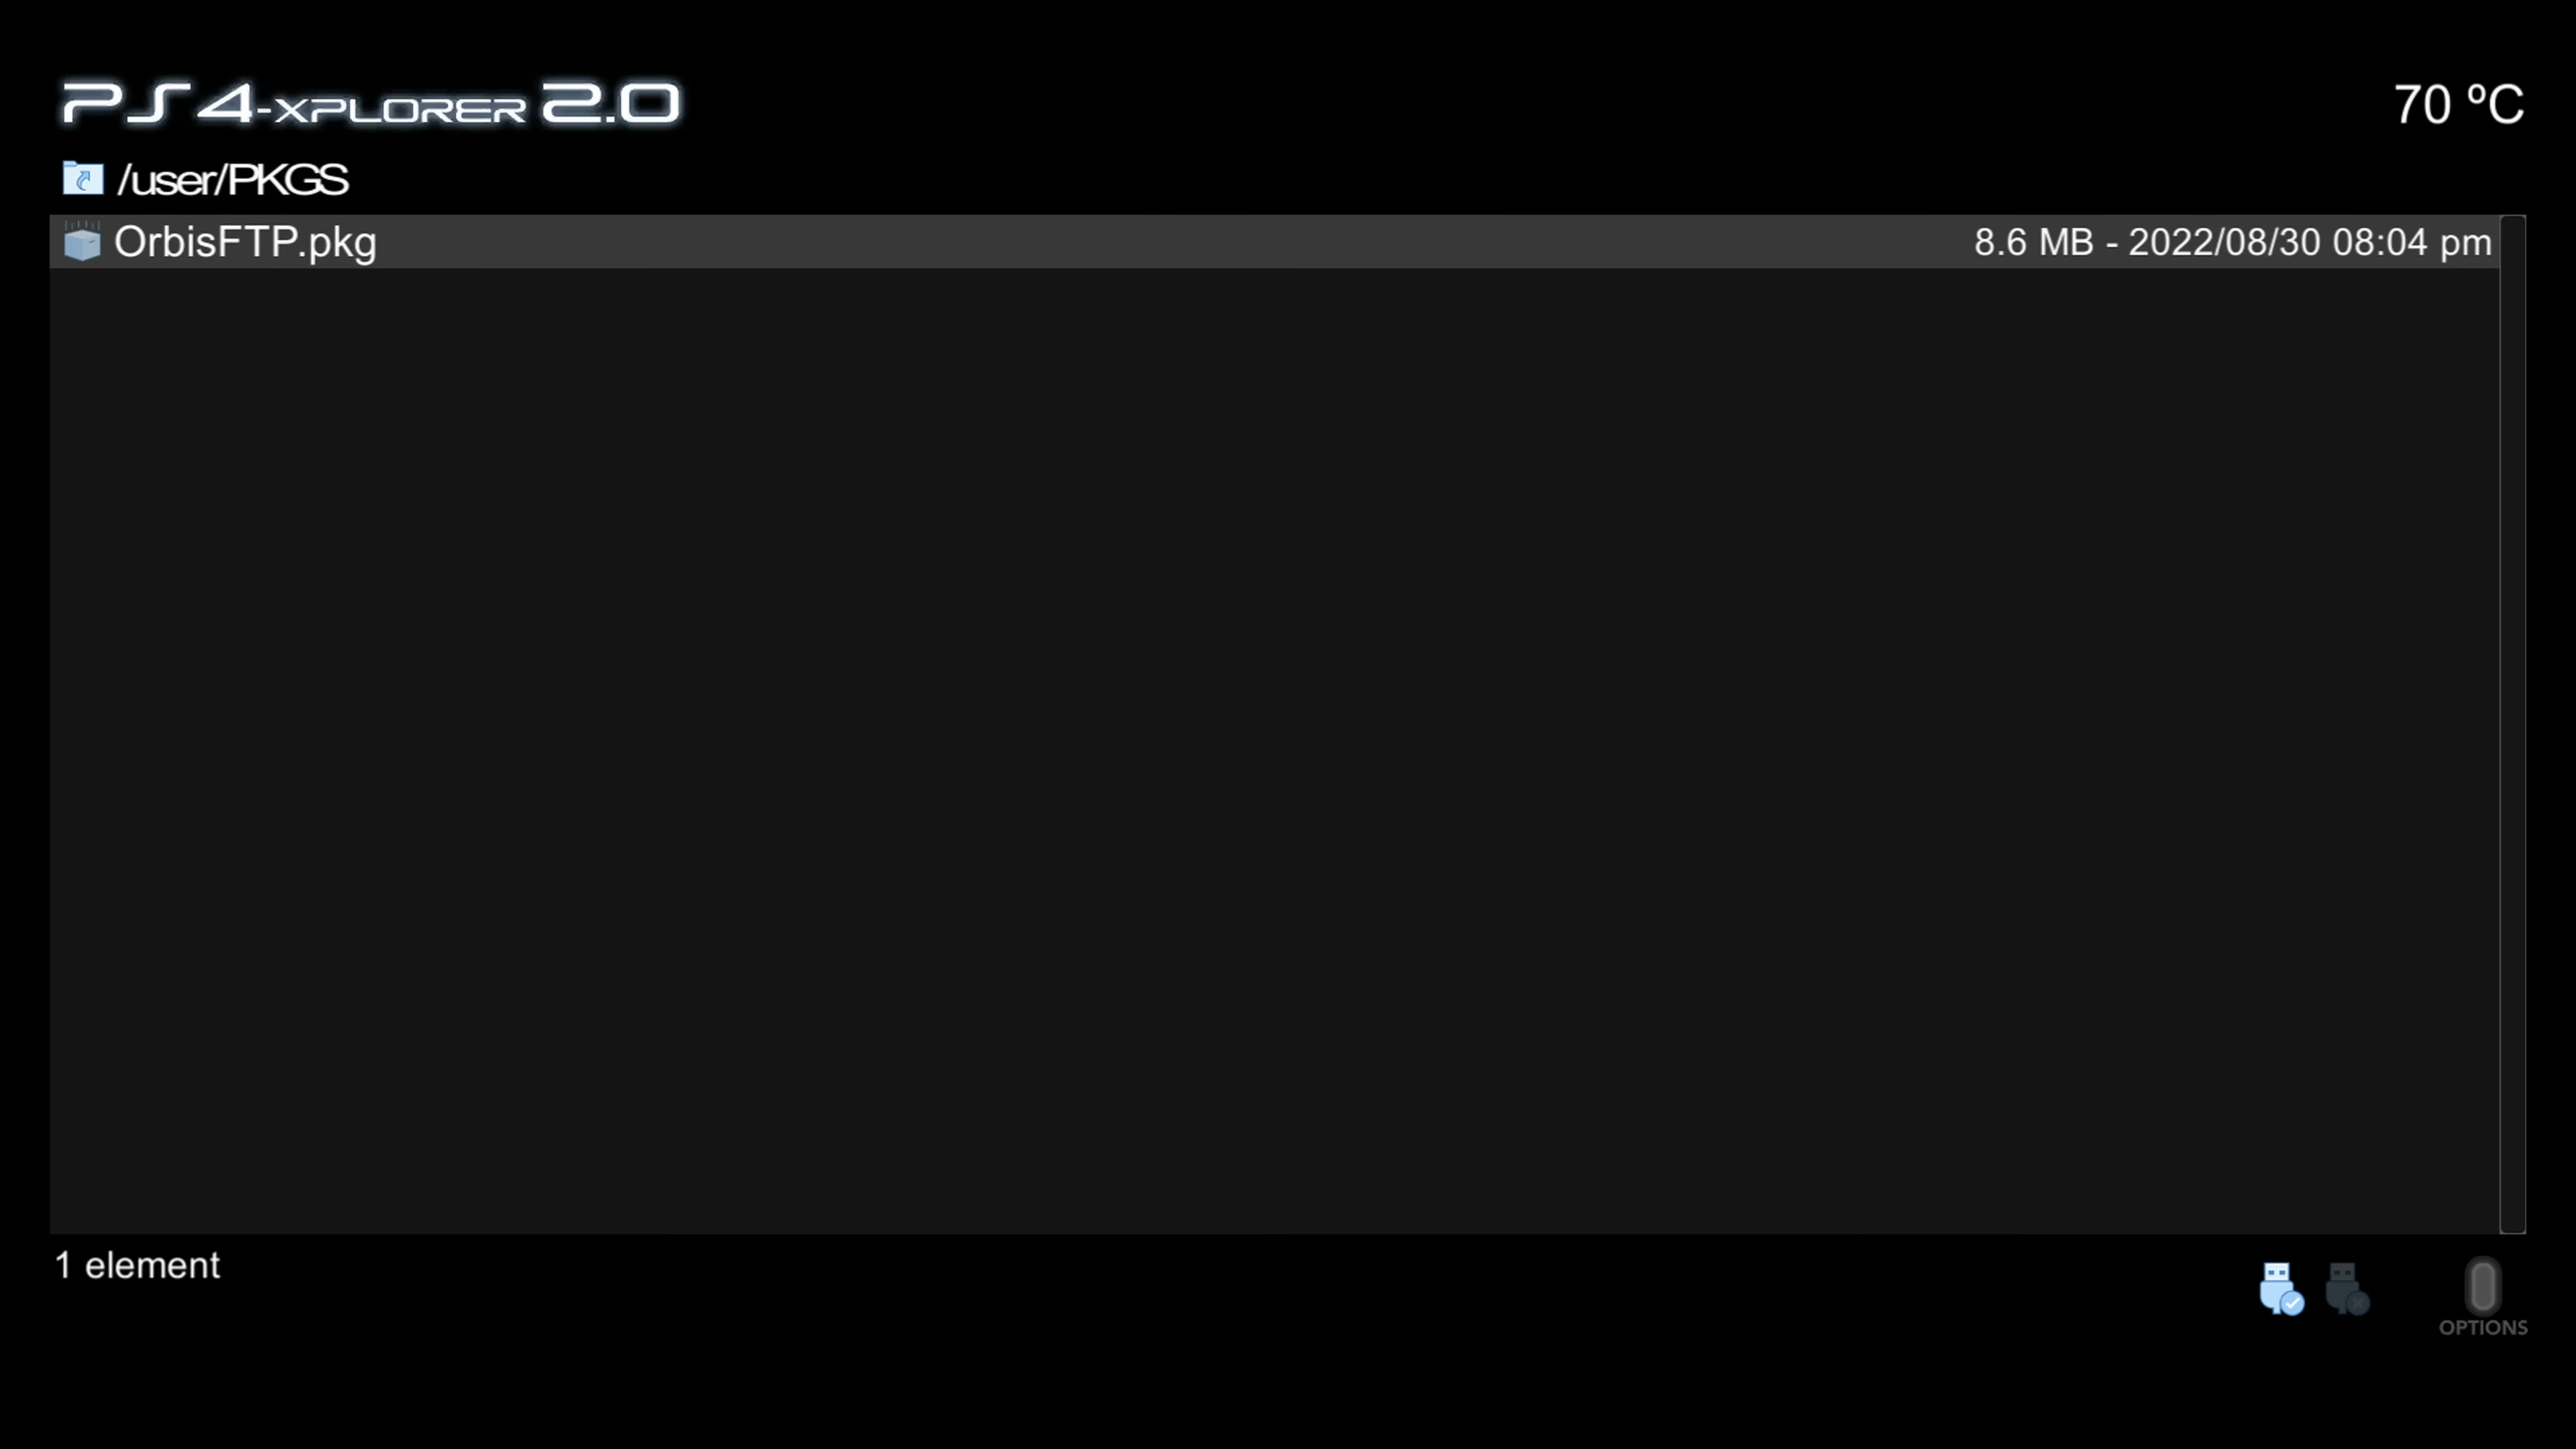 PS4-XPLORER 2.0
70 ºC
/user/PKGS
OrbisFTP.pkg
8.6 MB - 2022/08/30 08:04 pm
1 element
OPTIONS